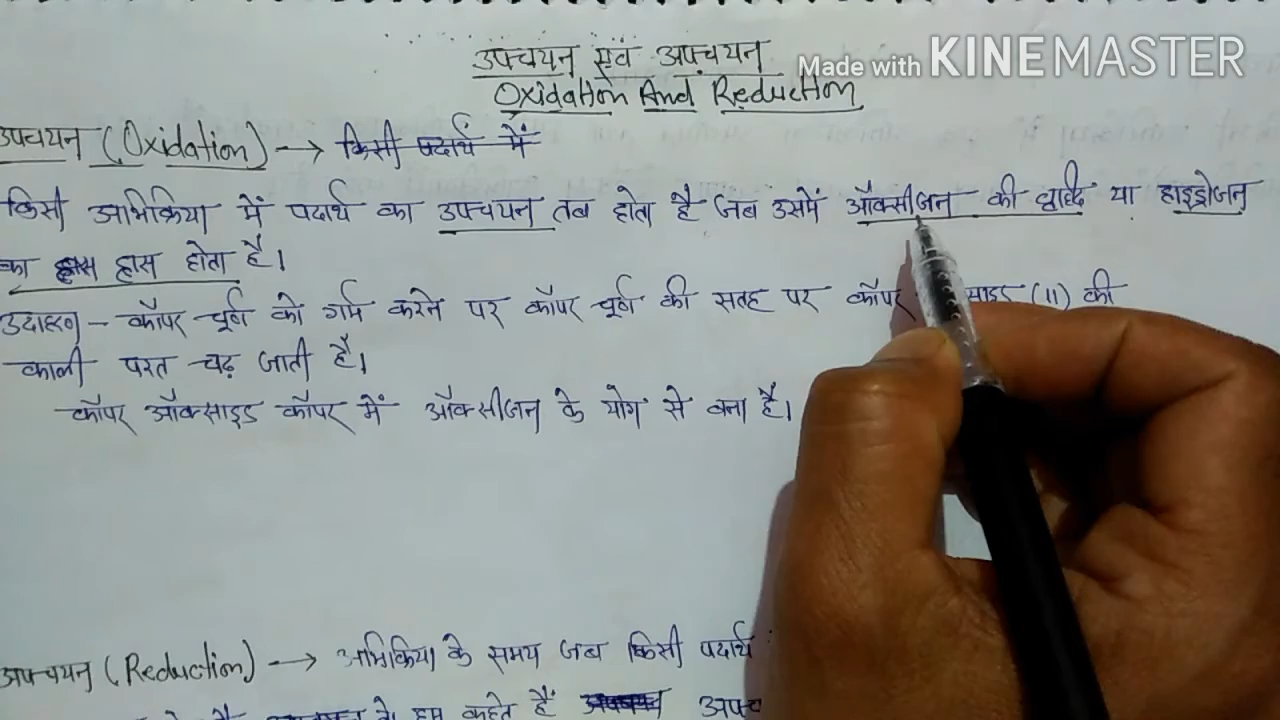 उपचयन एवं अपचयन
Made with KINEMASTER
Oxidation And Reduction
उपचयन (Oxidation) → किसी पदार्थ में
किसी अभिक्रिया में पदार्थ का उपचयन तब होता है जब उसमें ऑक्सीजन की वृद्धि या हाइड्रोजन
का ह्रास होता है।
उदाहरण - कॉपर चूर्ण को गर्म करने पर कॉपर चूर्ण की सतह पर कॉपर (11) की
काली परत चढ़ जाती है।
कॉपर ऑक्साइड कॉपर में ऑक्सीजन के योग से बना है।
अपचयन (Reduction) → अभिक्रिया के समय जब किसी पदार्थ
हम कहते हैं